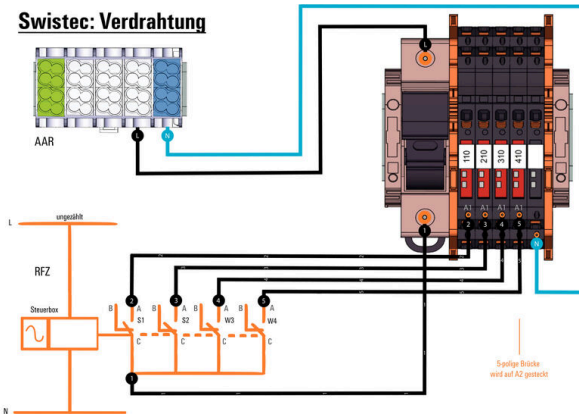 Swistec: Verdrahtung
L
AAR
L
N
110
210
310
410
A1
A1
A1
A1
2
3
4
5
1
N
ungezählt
L
RFZ
Steuerbox
2
3
4
5
B
A
B
A
B
A
B
A
S1
S2
W3
W4
C
C
C
C
1
N
5-polige Brücke
wird auf A2 gesteckt